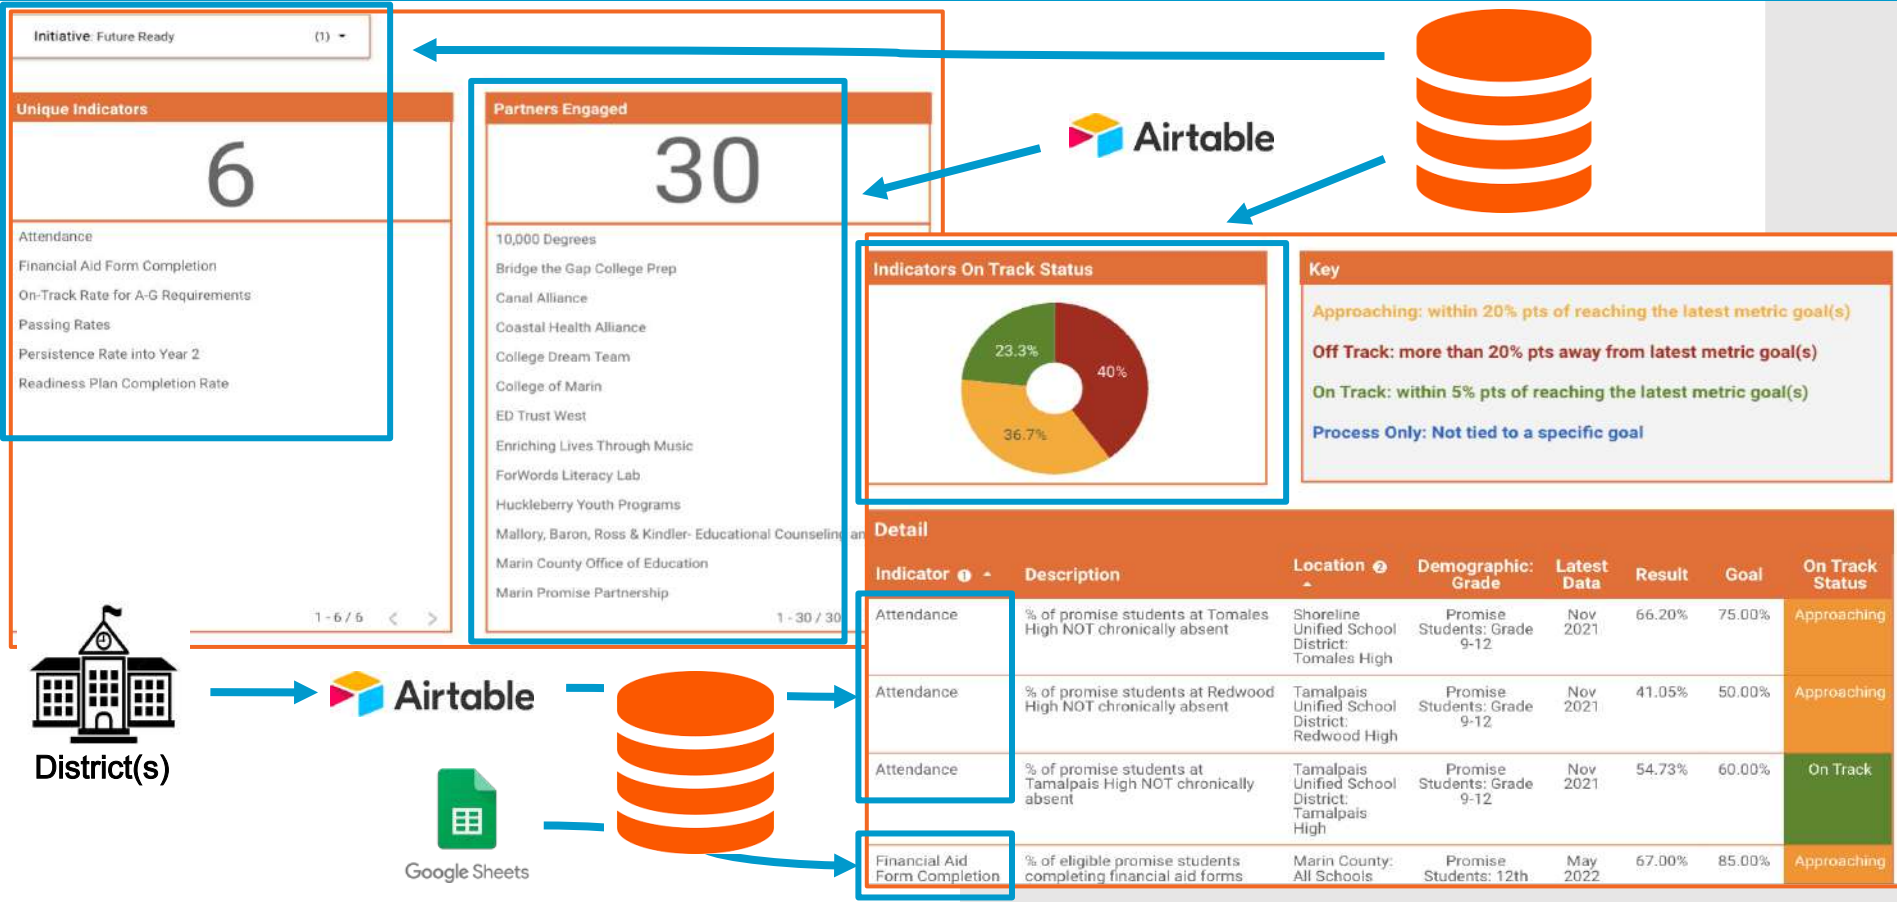 Initiative: Future Ready (1)
Unique Indicators
6
Attendance
Financial Aid Form Completion
On-Track Rate for A-G Requirements
Passing Rates
Persistence Rate into Year 2
Readiness Plan Completion Rate
1 - 6 / 6 < >
Partners Engaged
30
10,000 Degrees
Bridge the Gap College Prep
Canal Alliance
Coastal Health Alliance
College Dream Team
College of Marin
ED Trust West
Enriching Lives Through Music
ForWords Literacy Lab
Huckleberry Youth Programs
Mallory, Baron, Ross & Kindler- Educational Counseling an
Marin County Office of Education
Marin Promise Partnership
1 - 30 / 30
Airtable
Indicators On Track Status
23.3%
40%
36.7%
Key
Approaching: within 20% pts of reaching the latest metric goal(s)
Off Track: more than 20% pts away from latest metric goal(s)
On Track: within 5% pts of reaching the latest metric goal(s)
Process Only: Not tied to a specific goal
Detail
Indicator 1 Description Location 2 Demographic: Grade Latest Data Result Goal On Track Status
Attendance % of promise students at Tomales High NOT chronically absent Shoreline Unified School District: Tomales High Promise Students: Grade 9-12 Nov 2021 66.20% 75.00% Approaching
Attendance % of promise students at Redwood High NOT chronically absent Tamalpais Unified School District: Redwood High Promise Students: Grade 9-12 Nov 2021 41.05% 50.00% Approaching
Attendance % of promise students at Tamalpais High NOT chronically absent Tamalpais Unified School District: Tamalpais High Promise Students: Grade 9-12 Nov 2021 54.73% 60.00% On Track
Financial Aid Form Completion % of eligible promise students completing financial aid forms Marin County: All Schools Promise Students: 12th May 2022 67.00% 85.00% Approaching
District(s)
Airtable
Google Sheets